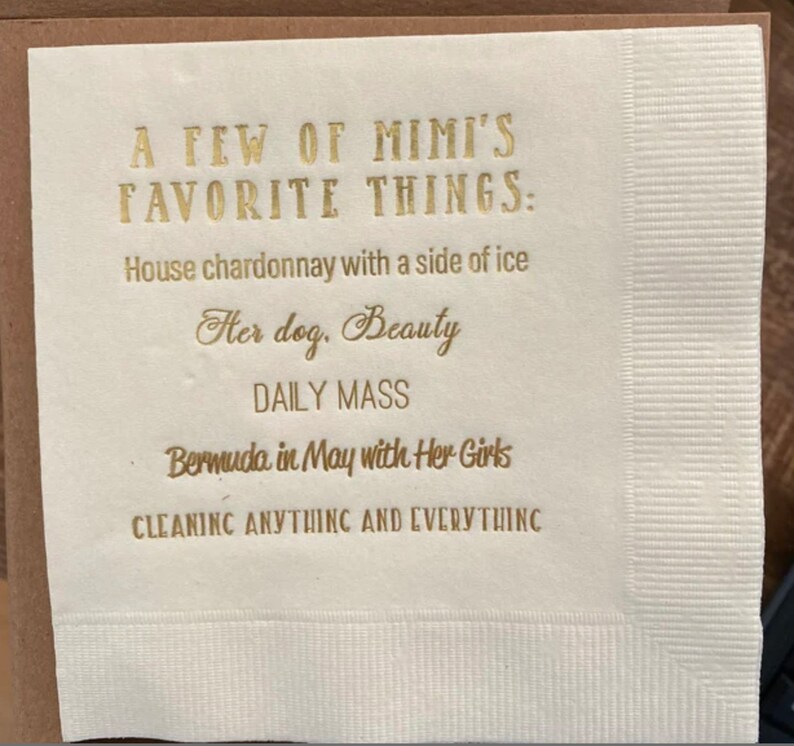 A FEW OF MIMI'S
FAVORITE THINGS:
House chardonnay with a side of ice
Her dog, Beauty
DAILY MASS
Bermuda in May with Her Girls
CLEANING ANYTHING AND EVERYTHING